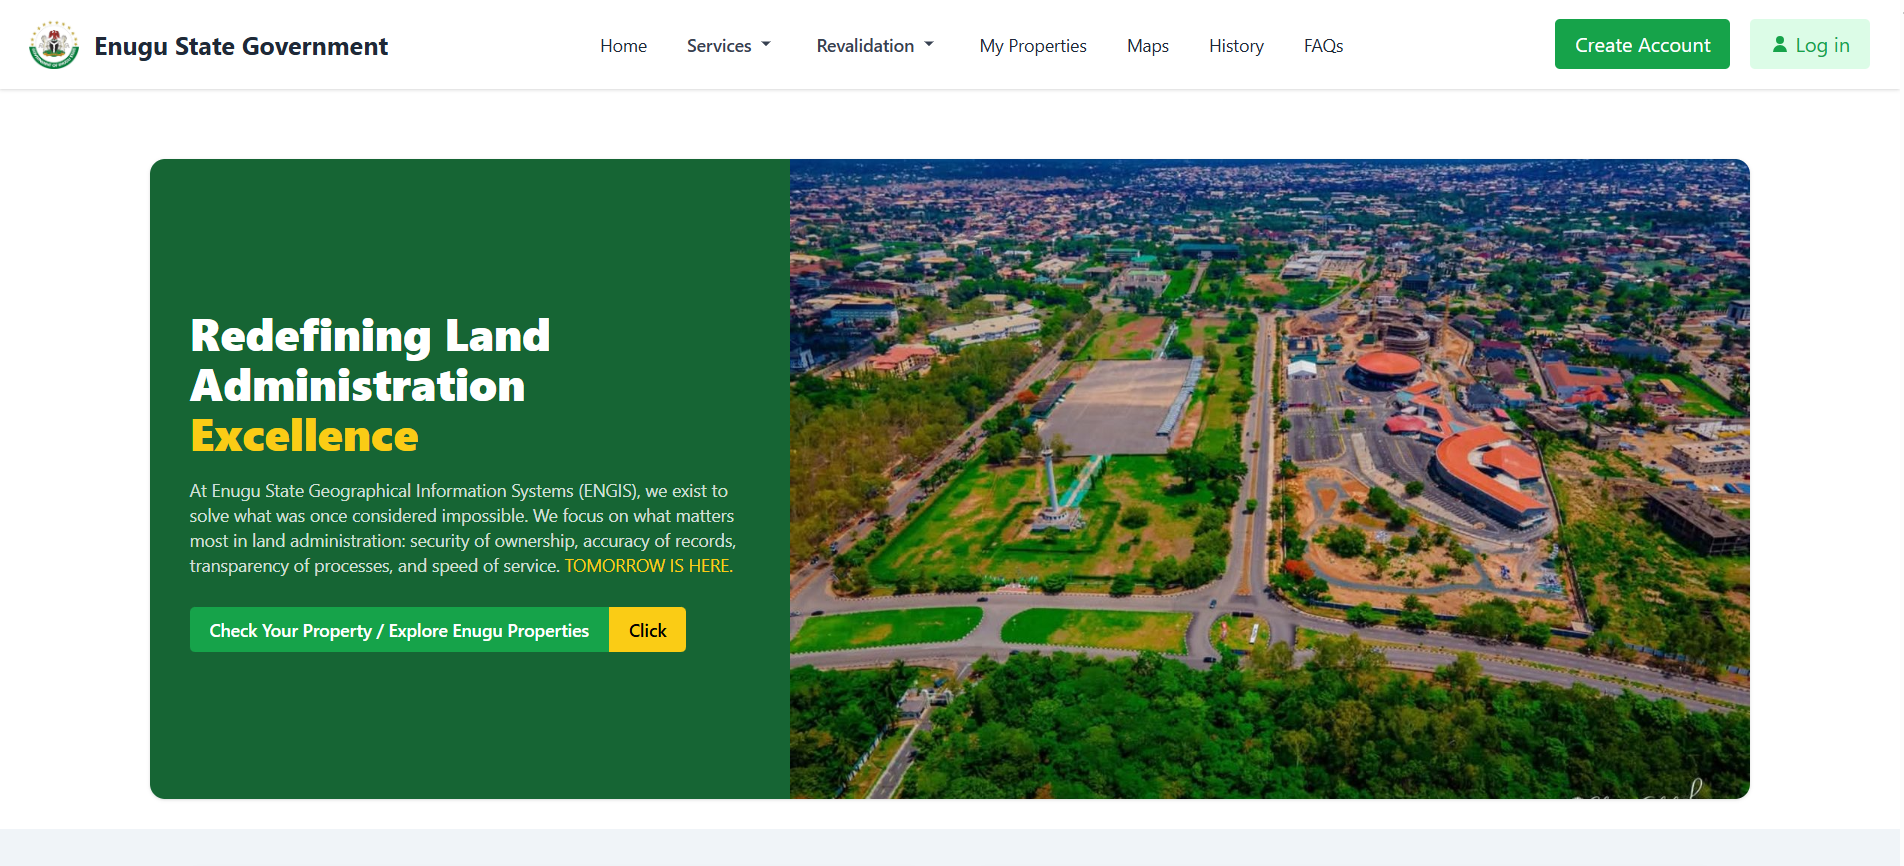 Enugu State Government
Home
Services
Revalidation
My Properties
Maps
History
FAQs
Create Account
Log in
Redefining Land
Administration
Excellence
At Enugu State Geographical Information Systems (ENGIS), we exist to
solve what was once considered impossible. We focus on what matters
most in land administration: security of ownership, accuracy of records,
transparency of processes, and speed of service. TOMORROW IS HERE.
Check Your Property / Explore Enugu Properties
Click